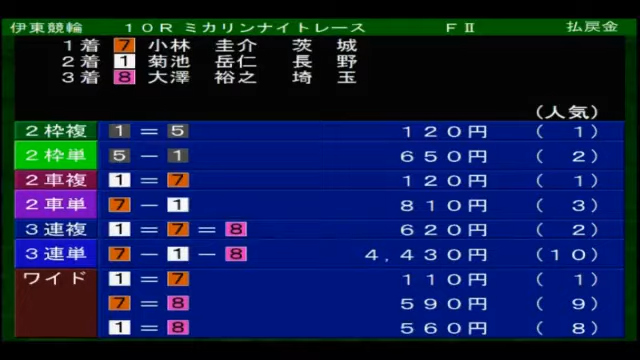 伊東競輪 10R ミカリンナイトレース FⅡ 払戻金
1着 7 小林 圭介 茨城
2着 1 菊池 岳仁 長野
3着 8 大澤 裕之 埼玉
(人気)
2枠複 1=5 120円 (1)
2枠単 5-1 650円 (2)
2車複 1=7 120円 (1)
2車単 7-1 810円 (3)
3連複 1=7=8 620円 (2)
3連単 7-1-8 4,430円 (10)
ワイド 1=7 110円 (1)
7=8 590円 (9)
1=8 560円 (8)